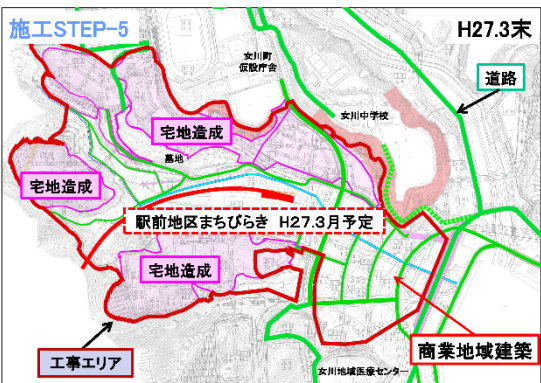 施工STEP-5
H27.3末
女川町
仮設庁舎
道路
女川中学校
宅地造成
墓地
宅地造成
駅前地区まちびらき H27.3月予定
宅地造成
商業地域建築
工事エリア
女川地域医療センター